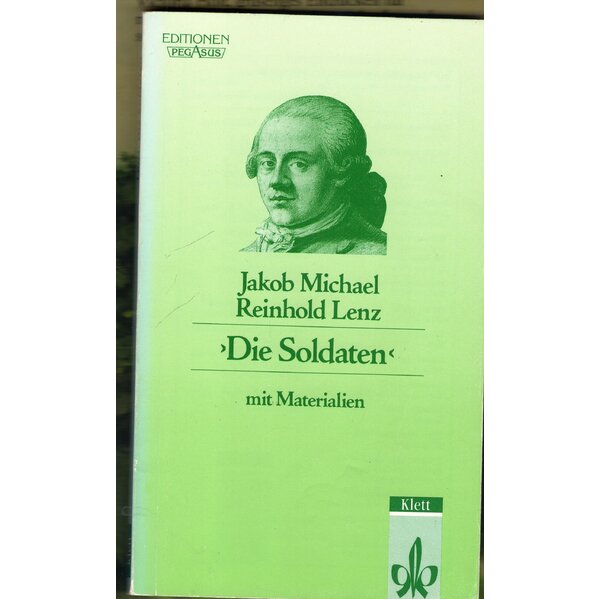 EDITIONEN
PEGASUS
Jakob Michael
Reinhold Lenz
›Die Soldaten‹
mit Materialien
Klett